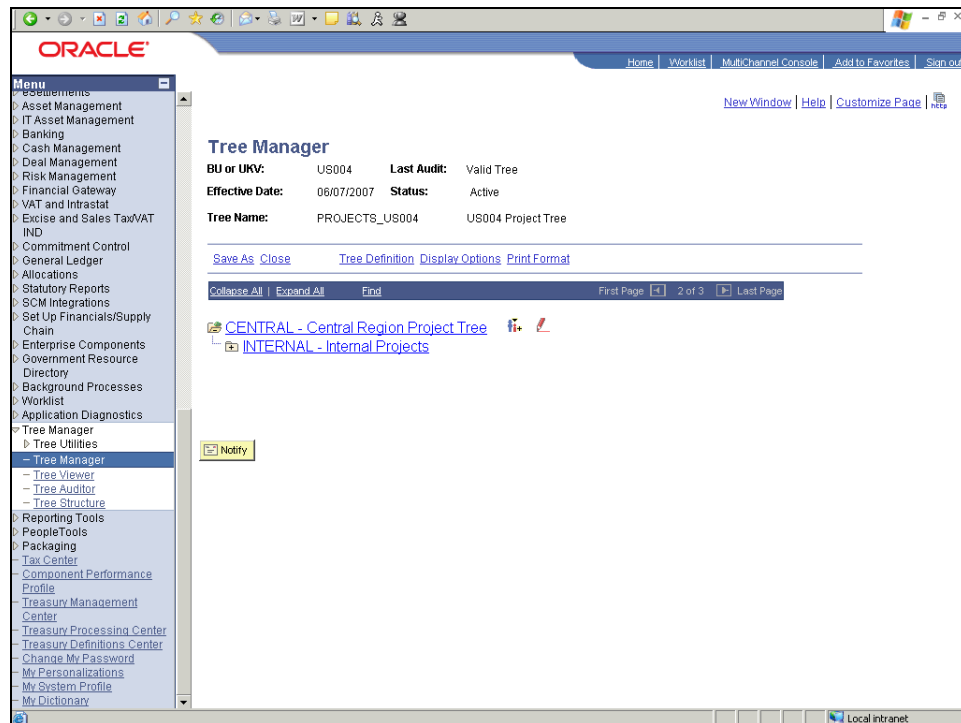 ORACLE
Home | Worklist | MultiChannel Console | Add to Favorites | Sign out
Menu
eSettlements
Asset Management
IT Asset Management
Banking
Cash Management
Deal Management
Risk Management
Financial Gateway
VAT and Intrastat
Excise and Sales Tax/VAT
IND
Commitment Control
General Ledger
Allocations
Statutory Reports
SCM Integrations
Set Up Financials/Supply
Chain
Enterprise Components
Government Resource
Directory
Background Processes
Worklist
Application Diagnostics
Tree Manager
Tree Utilities
– Tree Manager
– Tree Viewer
– Tree Auditor
– Tree Structure
Reporting Tools
PeopleTools
Packaging
– Tax Center
– Component Performance
Profile
– Treasury Management
Center
– Treasury Processing Center
– Treasury Definitions Center
– Change My Password
– My Personalizations
– My System Profile
– My Dictionary
New Window | Help | Customize Page | http
Tree Manager
BU or UKV: US004 Last Audit: Valid Tree
Effective Date: 06/07/2007 Status: Active
Tree Name: PROJECTS_US004 US004 Project Tree
Save As Close Tree Definition Display Options Print Format
Collapse All | Expand All Find First Page 2 of 3 Last Page
CENTRAL - Central Region Project Tree
INTERNAL - Internal Projects
Notify
Local intranet